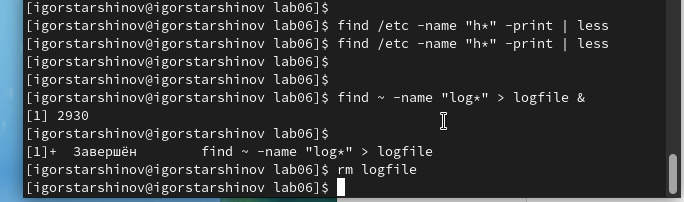 [igorstarshinov@igorstarshinov lab06]$
[igorstarshinov@igorstarshinov lab06]$ find /etc -name "h*" -print | less
[igorstarshinov@igorstarshinov lab06]$ find /etc -name "h*" -print | less
[igorstarshinov@igorstarshinov lab06]$
[igorstarshinov@igorstarshinov lab06]$
[igorstarshinov@igorstarshinov lab06]$ find ~ -name "log*" > logfile &
[1] 2930
[igorstarshinov@igorstarshinov lab06]$
[1]+  Завершён        find ~ -name "log*" > logfile
[igorstarshinov@igorstarshinov lab06]$ rm logfile
[igorstarshinov@igorstarshinov lab06]$